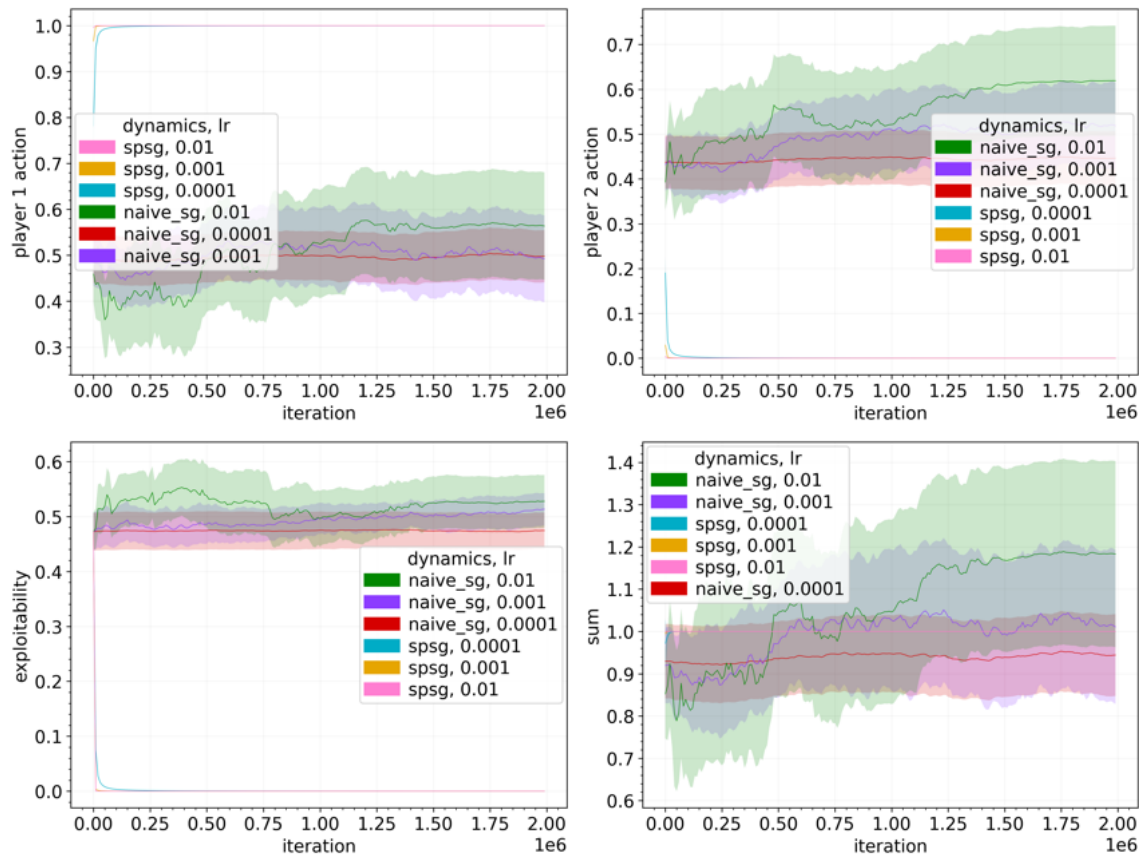 1.0
0.9
0.8
0.7
0.6
0.5
0.4
0.3
player 1 action
dynamics, lr
spsg, 0.01
spsg, 0.001
spsg, 0.0001
naive_sg, 0.01
naive_sg, 0.0001
naive_sg, 0.001
0.00 0.25 0.50 0.75 1.00 1.25 1.50 1.75 2.00
iteration
1e6
0.7
0.6
0.5
0.4
0.3
0.2
0.1
0.0
player 2 action
dynamics, lr
naive_sg, 0.01
naive_sg, 0.001
naive_sg, 0.0001
spsg, 0.0001
spsg, 0.001
spsg, 0.01
0.00 0.25 0.50 0.75 1.00 1.25 1.50 1.75 2.00
iteration
1e6
0.6
0.5
0.4
0.3
0.2
0.1
0.0
exploitability
dynamics, lr
naive_sg, 0.01
naive_sg, 0.001
naive_sg, 0.0001
spsg, 0.0001
spsg, 0.001
spsg, 0.01
0.00 0.25 0.50 0.75 1.00 1.25 1.50 1.75 2.00
iteration
1e6
1.4
1.3
1.2
1.1
1.0
0.9
0.8
0.7
0.6
sum
dynamics, lr
naive_sg, 0.01
naive_sg, 0.001
spsg, 0.0001
spsg, 0.001
spsg, 0.01
naive_sg, 0.0001
0.00 0.25 0.50 0.75 1.00 1.25 1.50 1.75 2.00
iteration
1e6